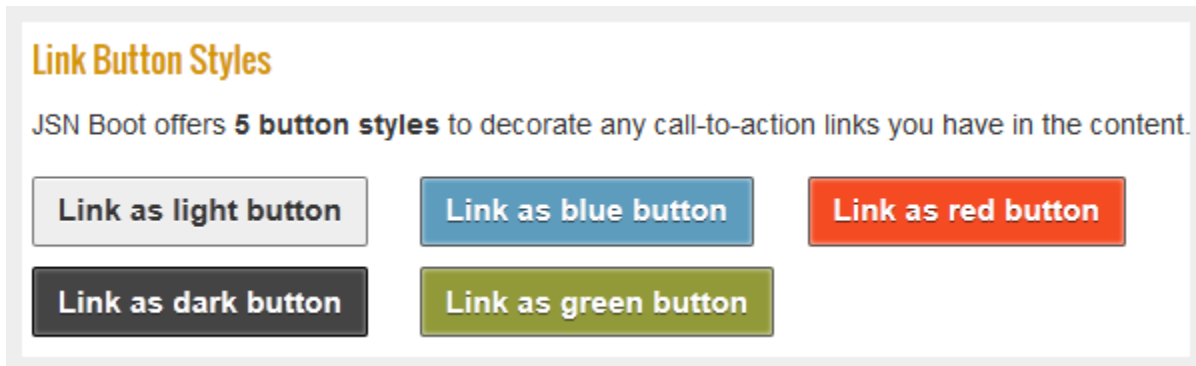 Link Button Styles
JSN Boot offers 5 button styles to decorate any call-to-action links you have in the content.
Link as light button Link as blue button Link as red button
Link as dark button Link as green button